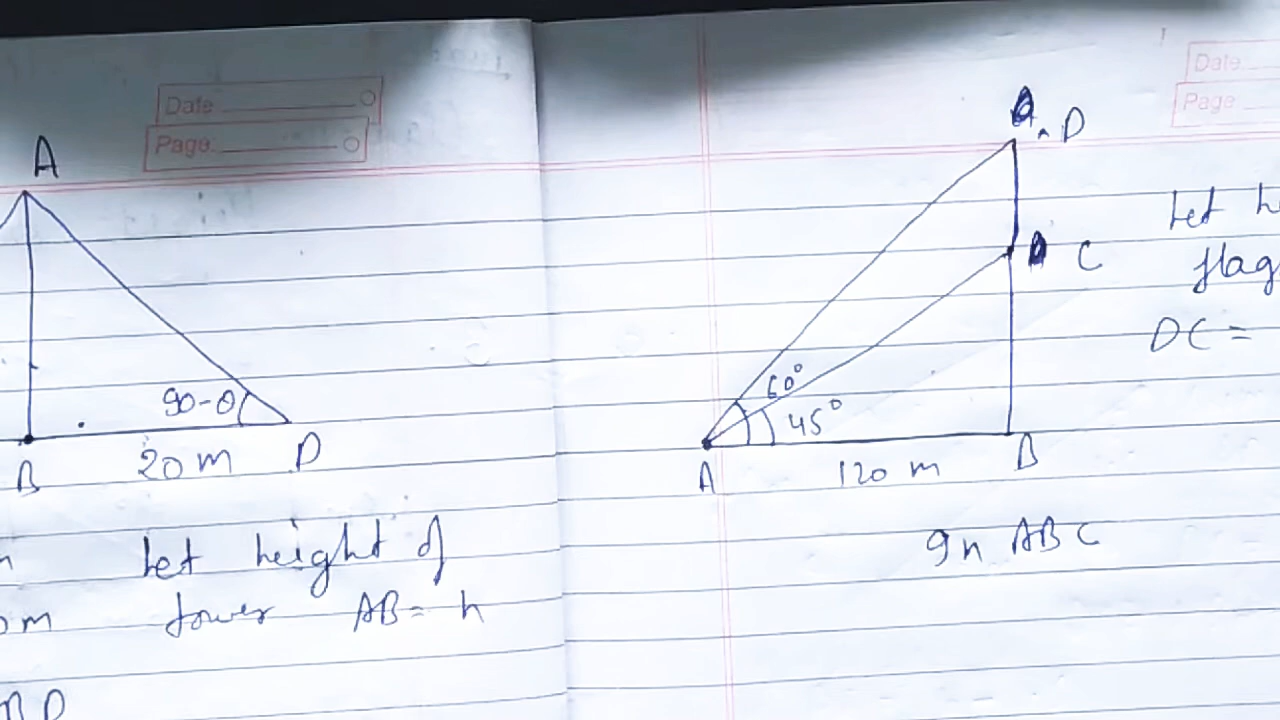 Date
Page.
A
90-θ
B
20 m
D
Let height of
tower AB = h
m
Date.
Page
D
C
60°
45°
A
120 m
B
Let h
flag
DC =
In ABC